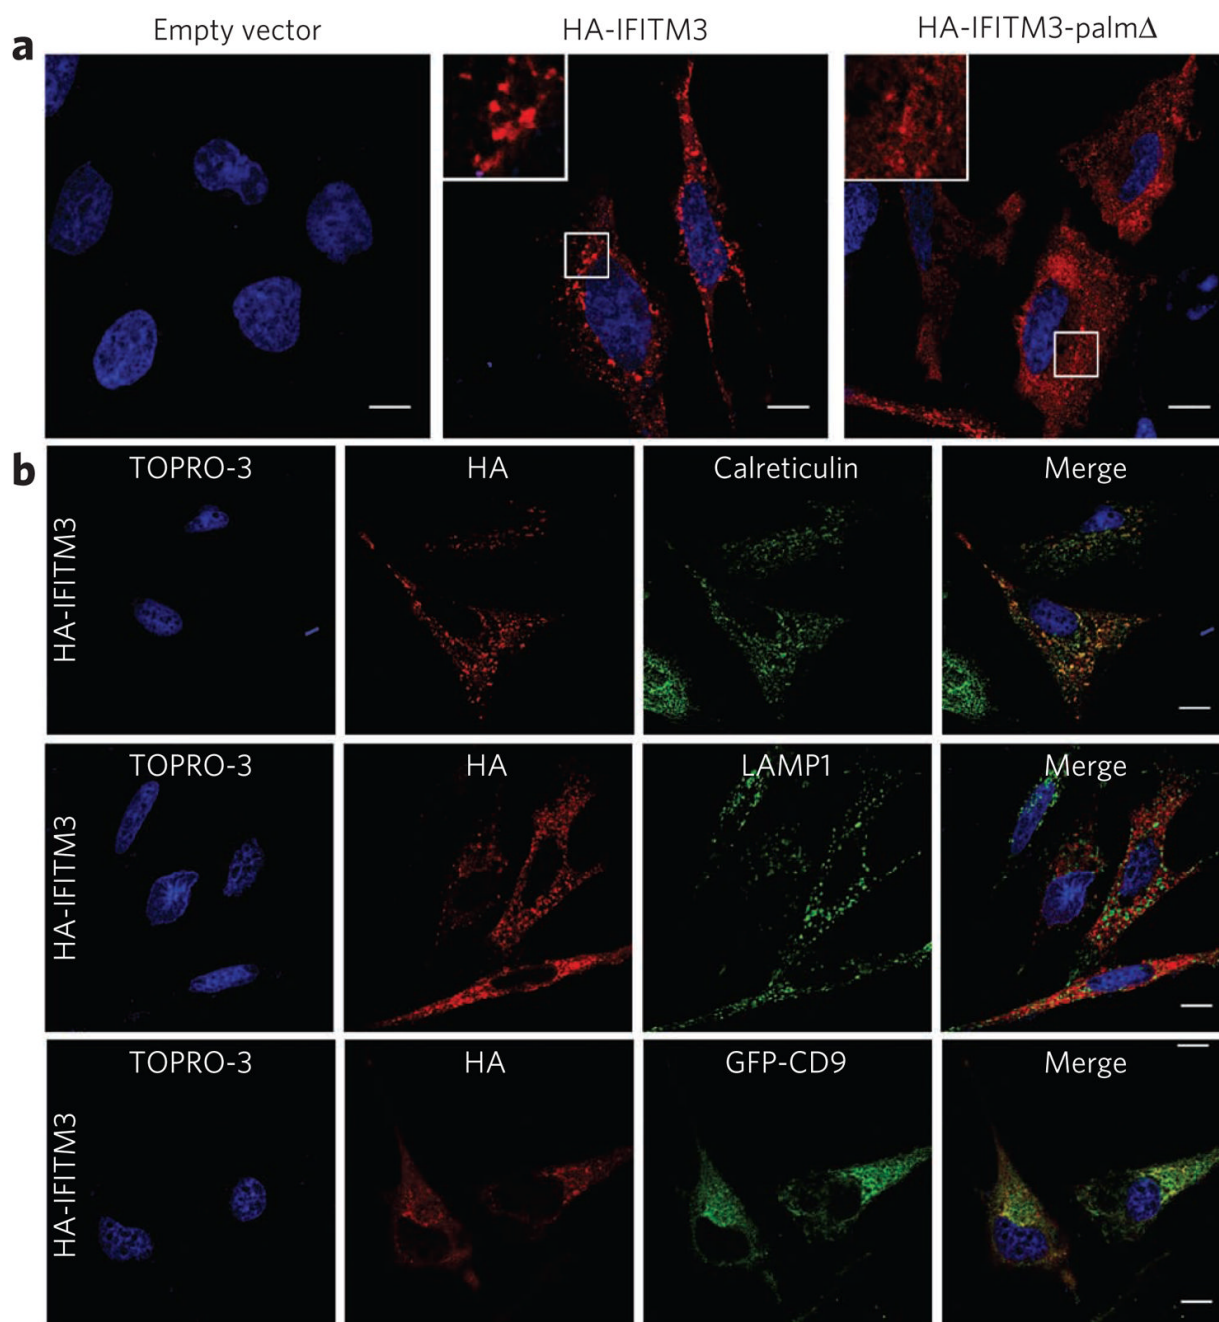 a
Empty vector
HA-IFITM3
HA-IFITM3-palmΔ
b
HA-IFITM3
TOPRO-3
HA
Calreticulin
Merge
HA-IFITM3
TOPRO-3
HA
LAMP1
Merge
HA-IFITM3
TOPRO-3
HA
GFP-CD9
Merge